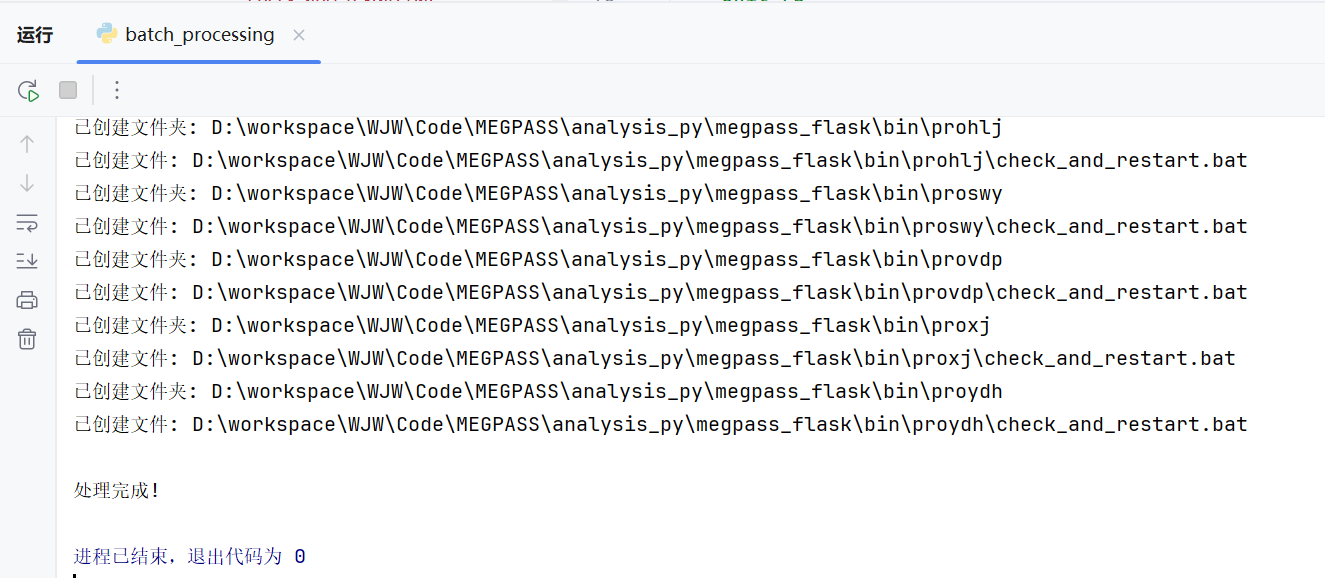 运行
batch_processing
已创建文件夹: D:\workspace\WJW\Code\MEGPASS\analysis_py\megpass_flask\bin\prohlj
已创建文件: D:\workspace\WJW\Code\MEGPASS\analysis_py\megpass_flask\bin\prohlj\check_and_restart.bat
已创建文件夹: D:\workspace\WJW\Code\MEGPASS\analysis_py\megpass_flask\bin\proswy
已创建文件: D:\workspace\WJW\Code\MEGPASS\analysis_py\megpass_flask\bin\proswy\check_and_restart.bat
已创建文件夹: D:\workspace\WJW\Code\MEGPASS\analysis_py\megpass_flask\bin\provdp
已创建文件: D:\workspace\WJW\Code\MEGPASS\analysis_py\megpass_flask\bin\provdp\check_and_restart.bat
已创建文件夹: D:\workspace\WJW\Code\MEGPASS\analysis_py\megpass_flask\bin\proxj
已创建文件: D:\workspace\WJW\Code\MEGPASS\analysis_py\megpass_flask\bin\proxj\check_and_restart.bat
已创建文件夹: D:\workspace\WJW\Code\MEGPASS\analysis_py\megpass_flask\bin\proydh
已创建文件: D:\workspace\WJW\Code\MEGPASS\analysis_py\megpass_flask\bin\proydh\check_and_restart.bat
处理完成!
进程已结束，退出代码为 0